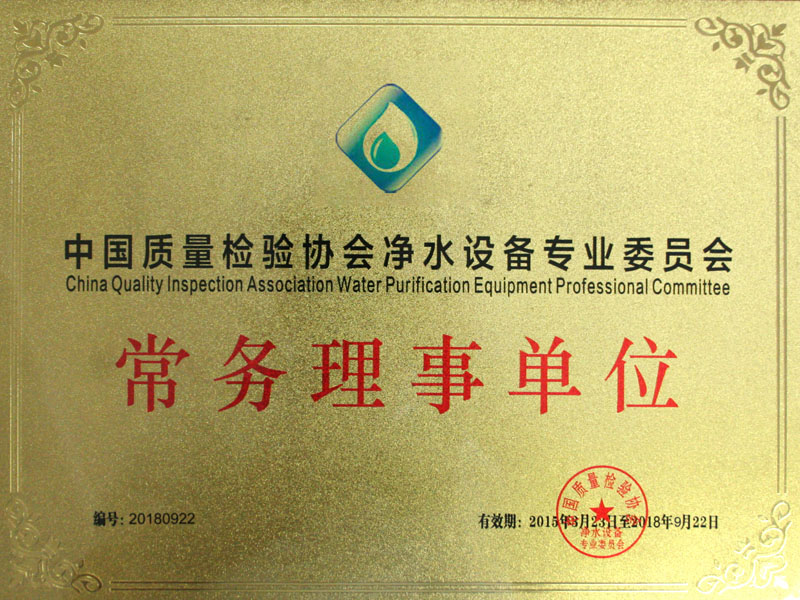 中国质量检验协会净水设备专业委员会
China Quality Inspection Association Water Purification Equipment Professional Committee
常务理事单位
编号: 20180922
有效期: 2015年8月23日至2018年9月22日
中国质量检验协会
净水设备
专业委员会